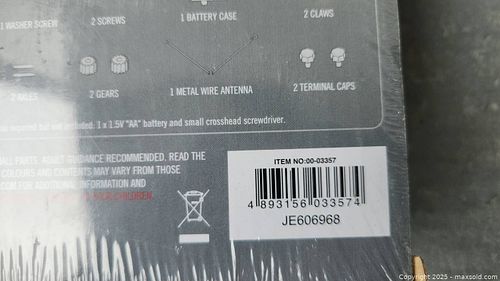 1 WASHER SCREW
2 SCREWS
1 BATTERY CASE
2 CLAWS
2 AXLES
2 GEARS
1 METAL WIRE ANTENNA
2 TERMINAL CAPS
required but not included: 1 x 1.5V "AA" battery and small crosshead screwdriver.
SMALL PARTS. ADULT GUIDANCE RECOMMENDED. READ THE
COLOURS AND CONTENTS MAY VARY FROM THOSE
.COM FOR ADDITIONAL INFORMATION AND
CHILDREN.
ITEM NO:00-03357
4 893156 033574
JE606968
Copyright © 2025 - maxsold.com